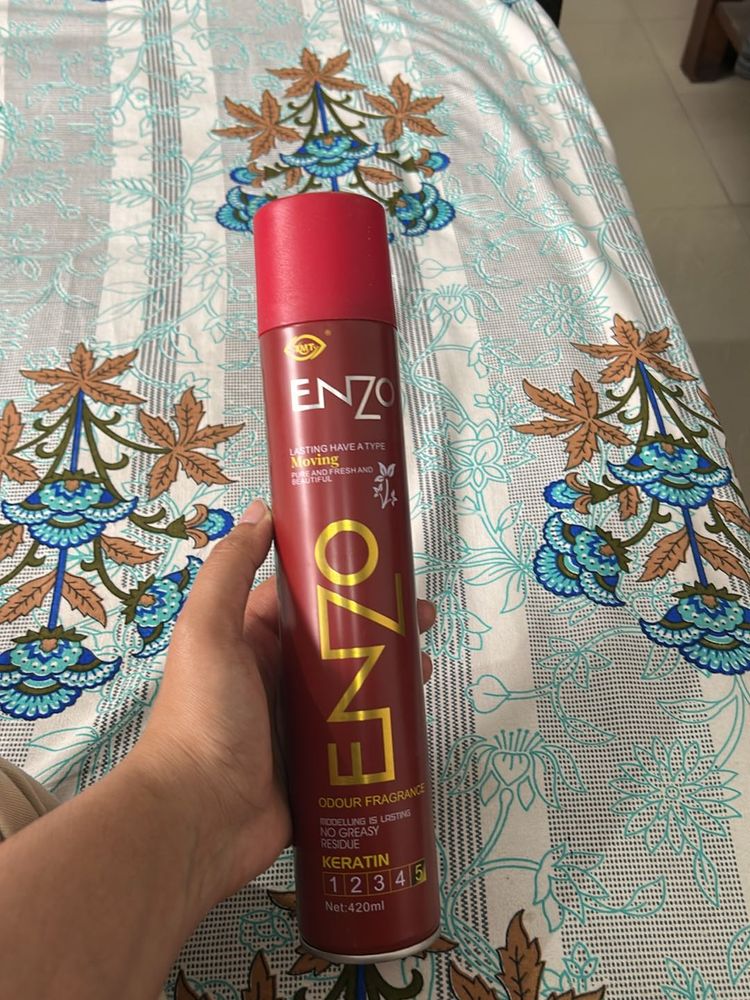 KMT
®
ENZO
LASTING HAVE A TYPE
Moving
PURE AND FRESH AND
BEAUTIFUL
ENZO
ODOUR FRAGRANCE
MODELLING IS LASTING
NO GREASY
RESIDUE
KERATIN
1 2 3 4 5
Net:420ml